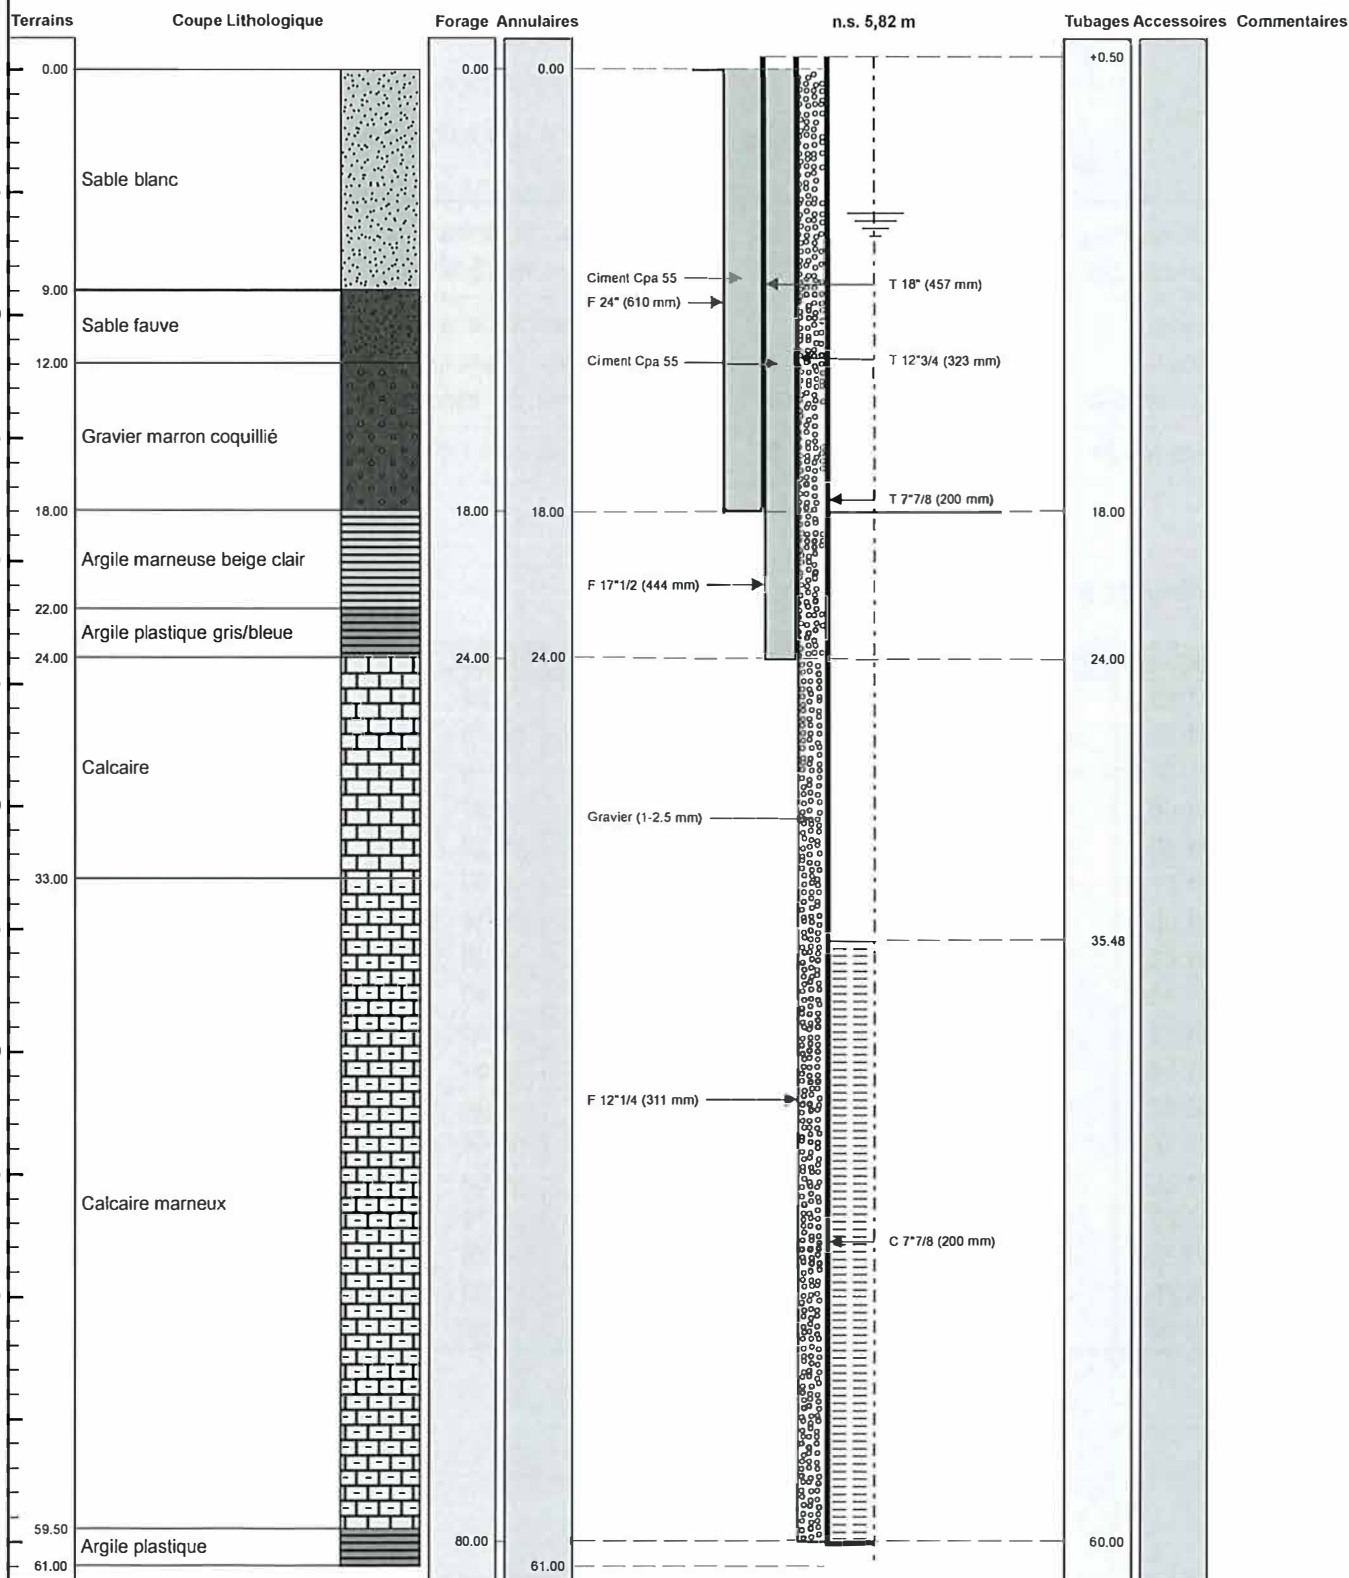 Terrains Coupe Lithologique Forage Annulaires n.s. 5,82 m Tubages Accessoires Commentaires
+0.50
0.00 0.00 0.00
Sable blanc
Ciment Cpa 55 T 18" (457 mm)
9.00
F 24" (610 mm)
Sable fauve
12.00 Ciment Cpa 55 T 12"3/4 (323 mm)
Gravier marron coquillié
T 7"7/8 (200 mm)
18.00 18.00 18.00 18.00
Argile marneuse beige clair
F 17"1/2 (444 mm)
22.00
Argile plastique gris/bleue
24.00 24.00 24.00 24.00
Calcaire
Gravier (1-2.5 mm)
33.00
35.48
F 12"1/4 (311 mm)
Calcaire marneux
C 7"7/8 (200 mm)
59.50
Argile plastique 80.00 60.00
61.00 61.00